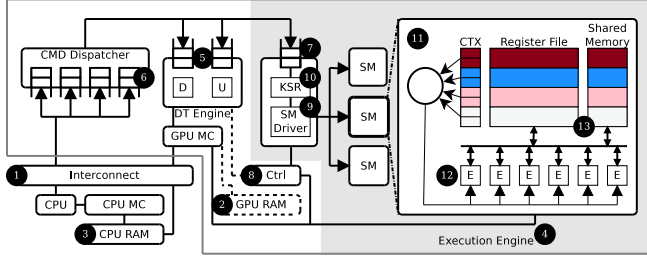 11
CTX
Register File
Shared
Memory
CMD Dispatcher
5
7
6
D
U
10
KSR
SM
DT Engine
9
SM
Driver
SM
13
GPU MC
1
Interconnect
8
Ctrl
SM
12
E
E
E
E
E
E
CPU
CPU MC
2
GPU RAM
3
CPU RAM
Execution Engine
4